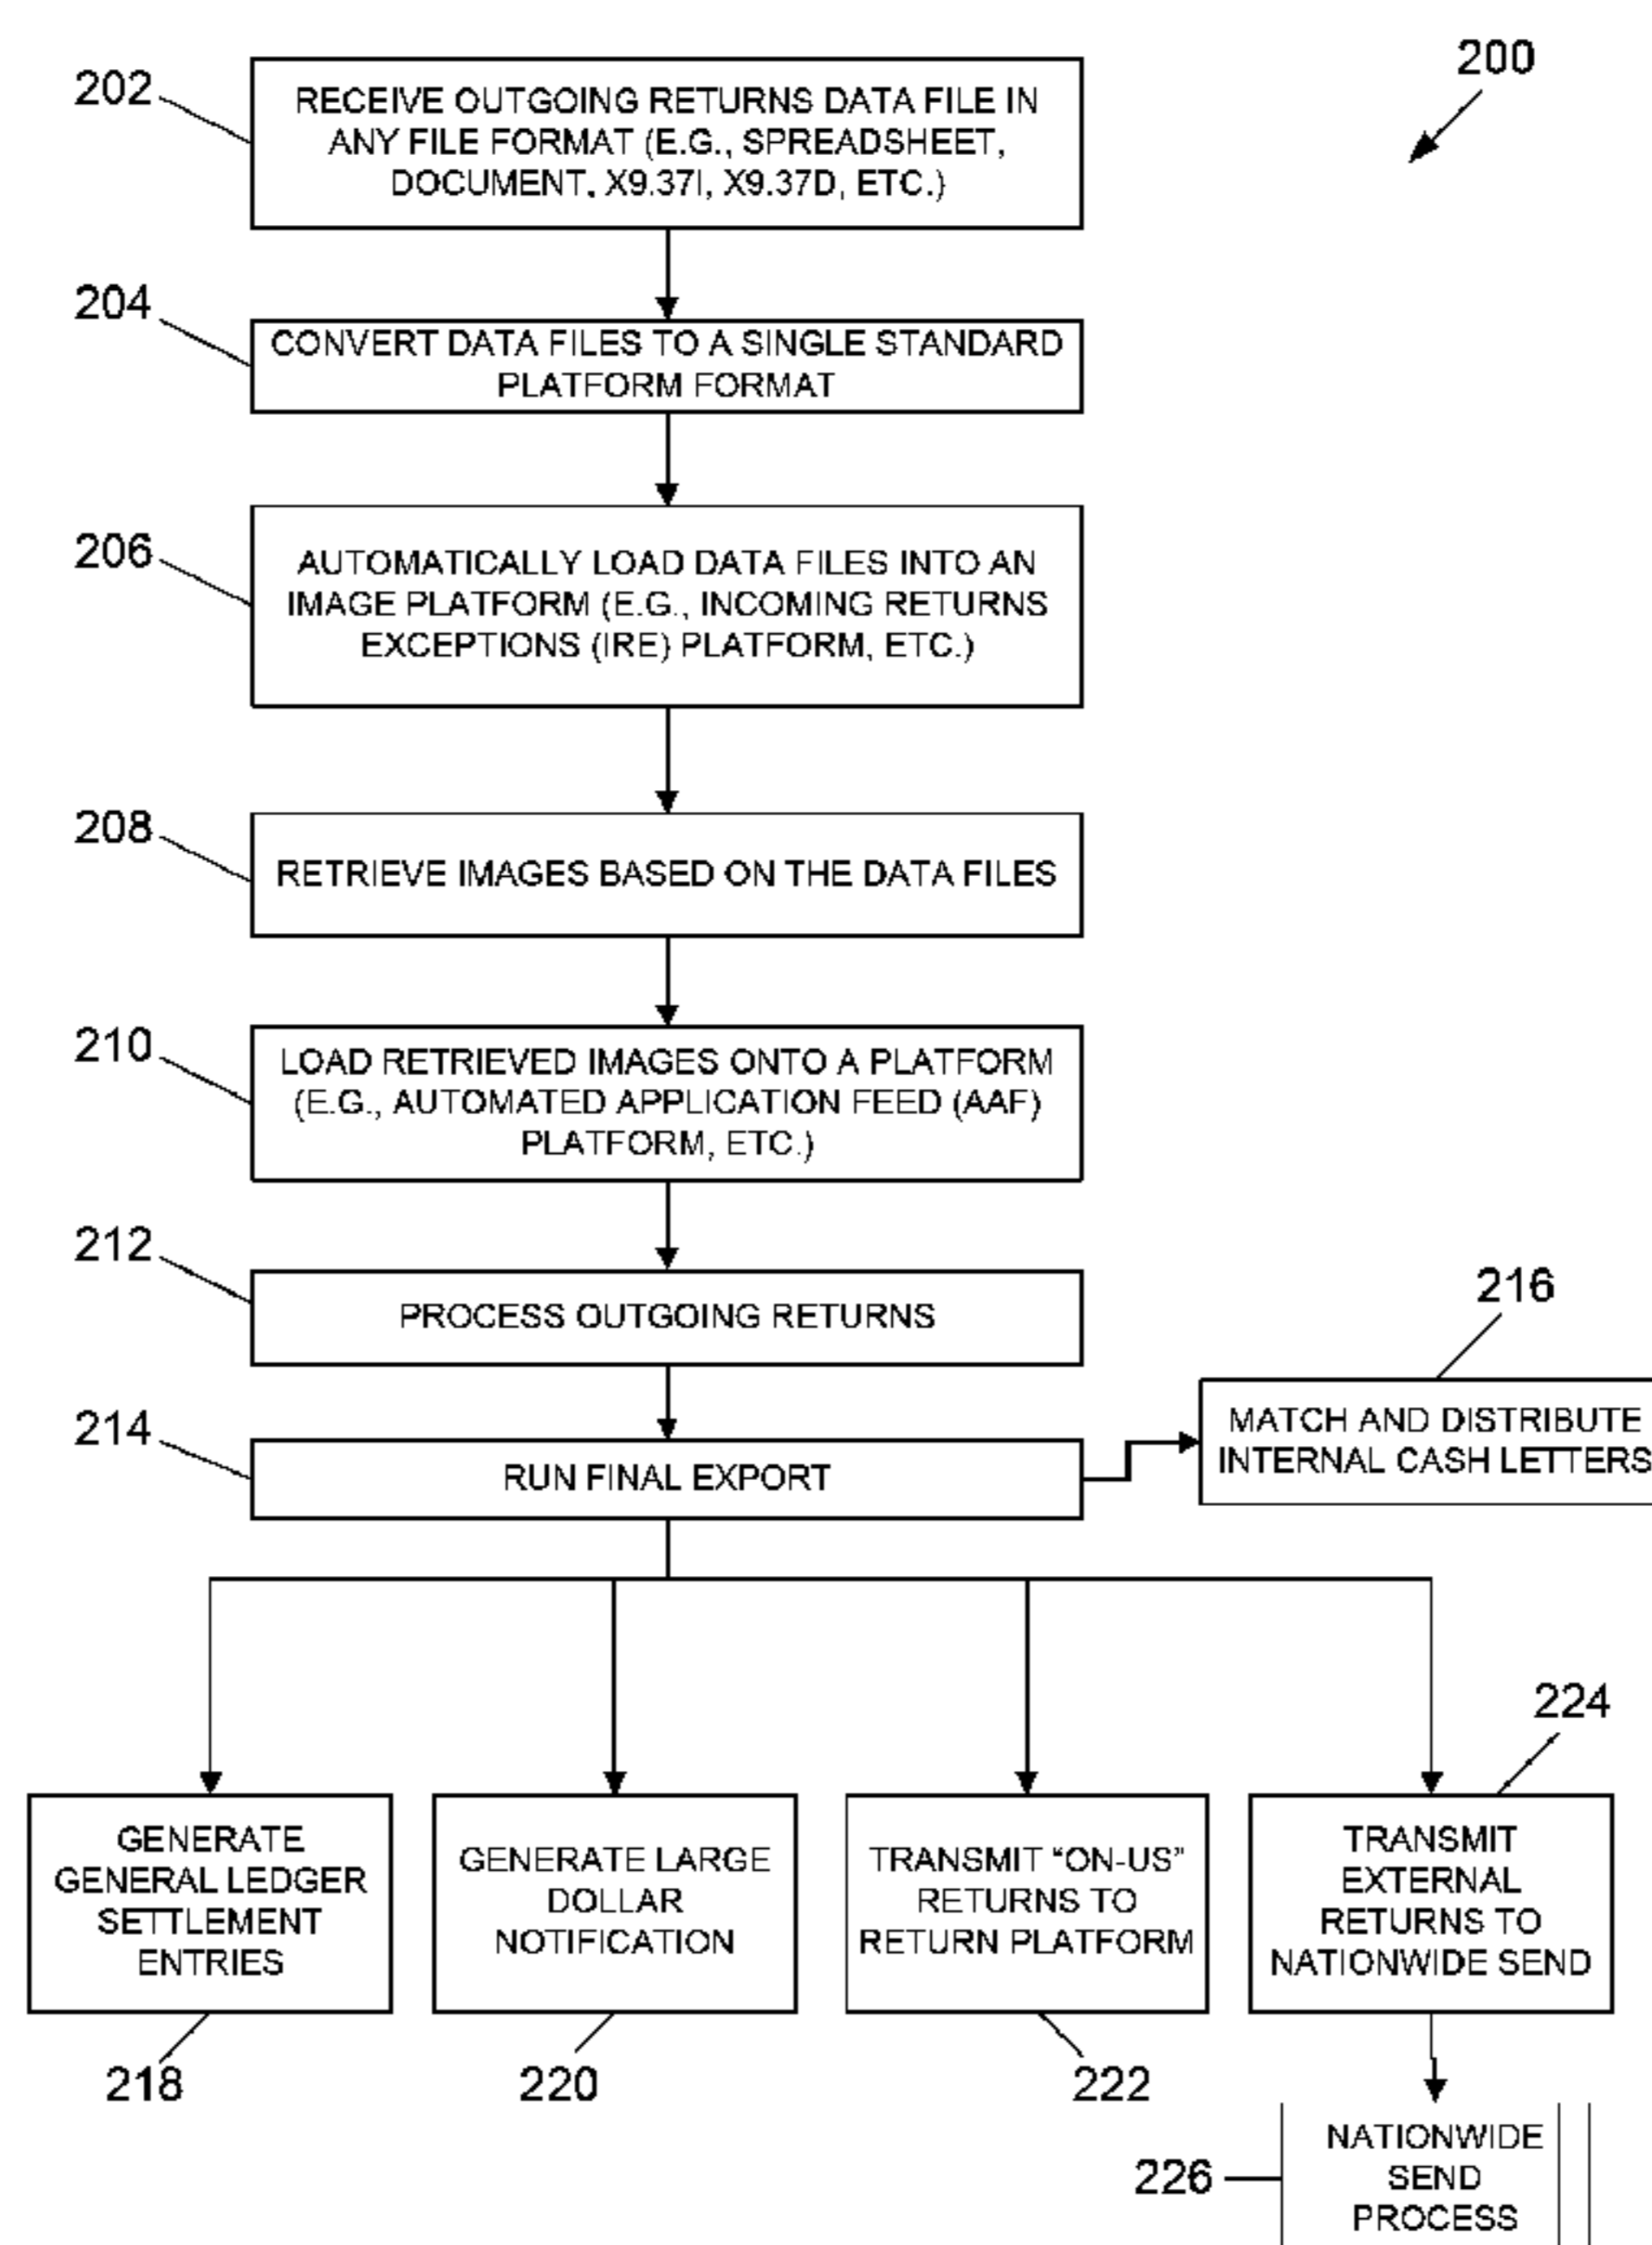 200
202
RECEIVE OUTGOING RETURNS DATA FILE IN
ANY FILE FORMAT (E.G., SPREADSHEET,
DOCUMENT, X9.37I, X9.37D, ETC.)
204
CONVERT DATA FILES TO A SINGLE STANDARD
PLATFORM FORMAT
206
AUTOMATICALLY LOAD DATA FILES INTO AN
IMAGE PLATFORM (E.G., INCOMING RETURNS
EXCEPTIONS (IRE) PLATFORM, ETC.)
208
RETRIEVE IMAGES BASED ON THE DATA FILES
210
LOAD RETRIEVED IMAGES ONTO A PLATFORM
(E.G., AUTOMATED APPLICATION FEED (AAF)
PLATFORM, ETC.)
212
PROCESS OUTGOING RETURNS
214
RUN FINAL EXPORT
216
MATCH AND DISTRIBUTE
INTERNAL CASH LETTERS
GENERATE
GENERAL LEDGER
SETTLEMENT
ENTRIES
218
GENERATE LARGE
DOLLAR
NOTIFICATION
220
TRANSMIT “ON-US”
RETURNS TO
RETURN PLATFORM
222
224
TRANSMIT
EXTERNAL
RETURNS TO
NATIONWIDE SEND
226
NATIONWIDE
SEND
PROCESS